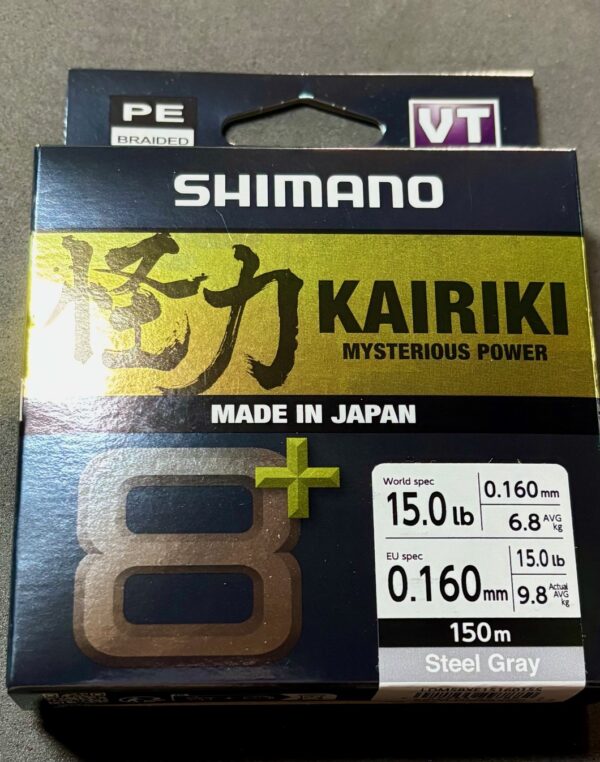 PE
BRAIDED
VT
SHIMANO
怪力
KAIRIKI
MYSTERIOUS POWER
MADE IN JAPAN
8+
World spec
15.0 lb
0.160 mm
6.8 AVG kg
EU spec
0.160 mm
15.0 lb
9.8 Actual AVG kg
150m
Steel Gray